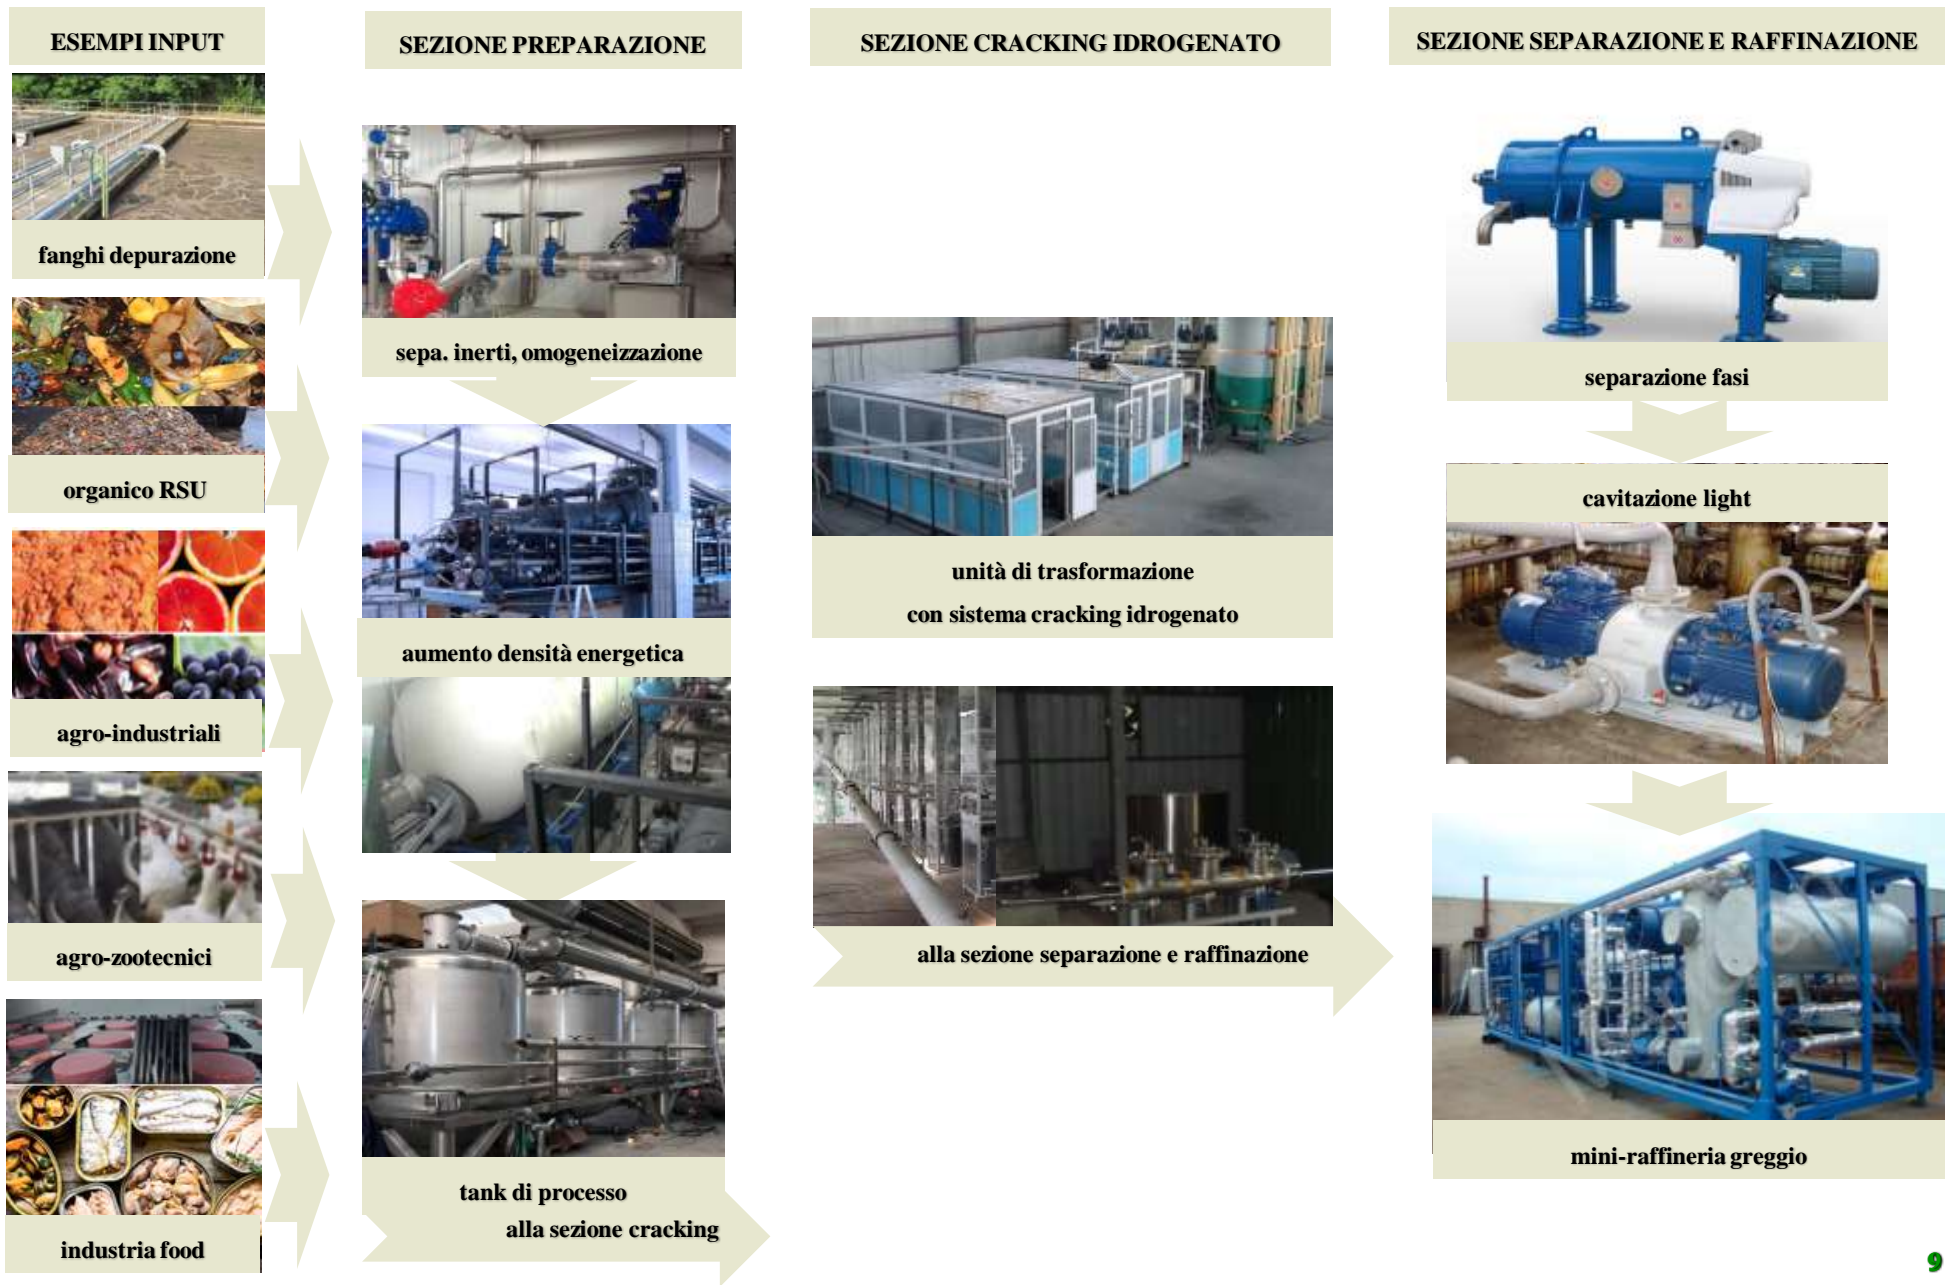 ESEMPI INPUT
fanghi depurazione
organico RSU
agro-industriali
agro-zootecnici
industria food
SEZIONE PREPARAZIONE
sepa. inerti, omogeneizzazione
aumento densità energetica
tank di processo
alla sezione cracking
SEZIONE CRACKING IDROGENATO
unità di trasformazione
con sistema cracking idrogenato
alla sezione separazione e raffinazione
SEZIONE SEPARAZIONE E RAFFINAZIONE
separazione fasi
cavitazione light
mini-raffineria greggio
9